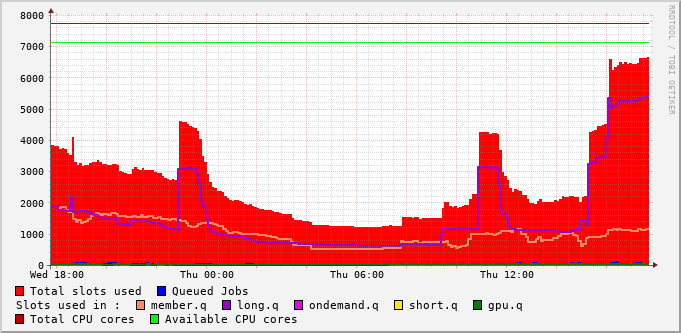 8000
7000
6000
5000
4000
3000
2000
1000
0
Wed 18:00 Thu 00:00 Thu 06:00 Thu 12:00
RRDTOOL / TOBI OETIKER
Total slots used Queued Jobs
Slots used in : member.q long.q ondemand.q short.q gpu.q
Total CPU cores Available CPU cores